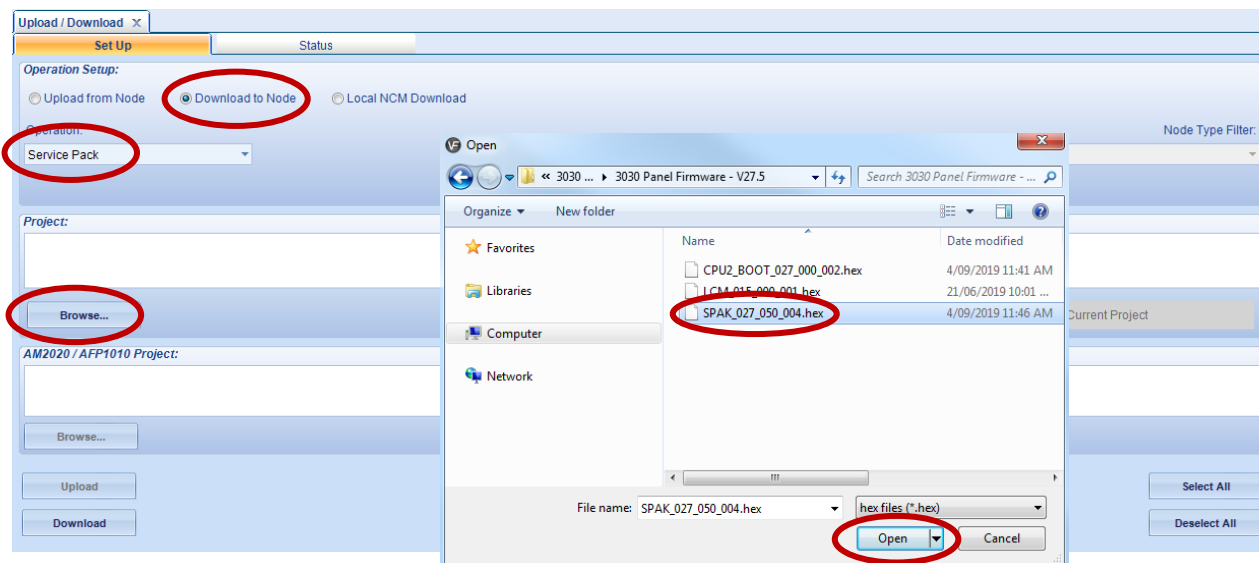 Upload / Download x
Set Up Status
Operation Setup:
Upload from Node Download to Node Local NCM Download
Operation: Node Type Filter:
Service Pack
Project:
Browse... Current Project
AM2020 / AFP1010 Project:
Browse...
Upload Select All
Download Deselect All
Open
« 3030 ... 3030 Panel Firmware - V27.5 Search 3030 Panel Firmware - ...
Organize New folder
Favorites
Libraries
Computer
Network
Name Date modified
CPU2_BOOT_027_000_002.hex 4/09/2019 11:41 AM
LCM_015_000_001.hex 21/06/2019 10:01 ...
SPAK_027_050_004.hex 4/09/2019 11:46 AM
File name: SPAK_027_050_004.hex hex files (*.hex)
Open Cancel